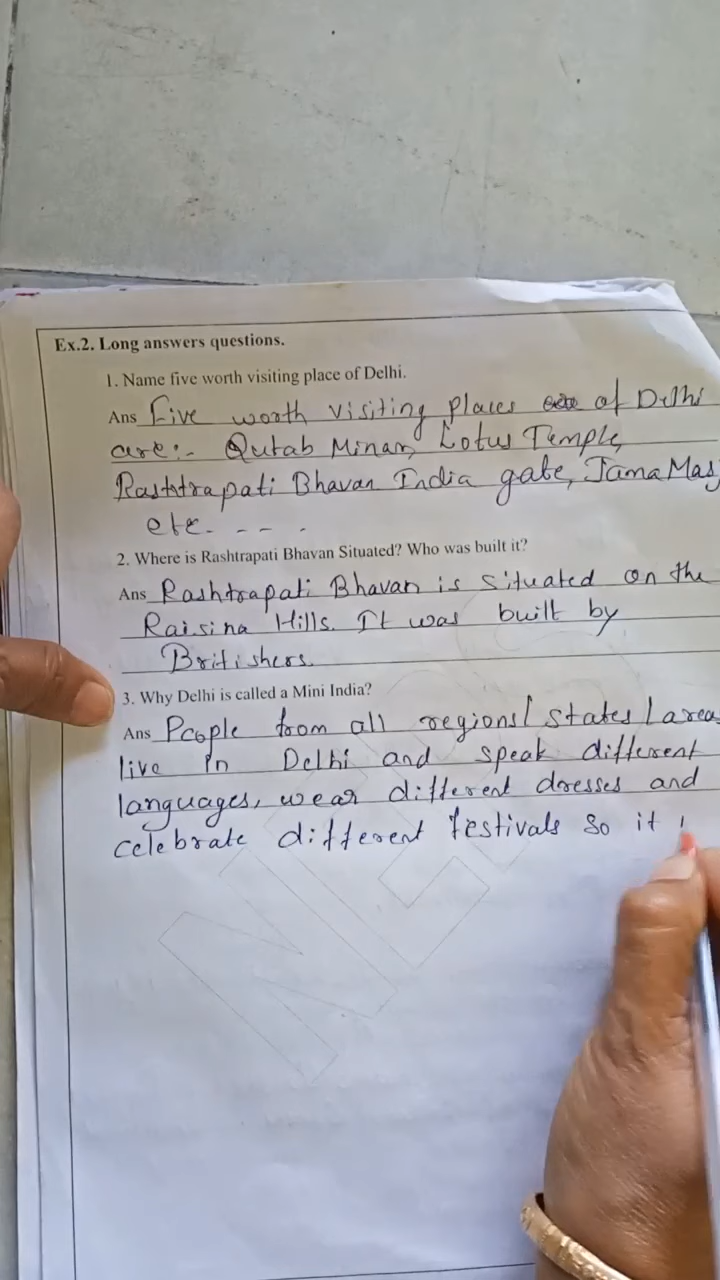 Ex.2. Long answers questions.
1. Name five worth visiting place of Delhi.
Ans Five worth visiting places of Delhi
are:- Qutab Minar, Lotus Temple,
Rashtrapati Bhavan India gate, Jama Mas
etc. - - -
2. Where is Rashtrapati Bhavan Situated? Who was built it?
Ans Rashtrapati Bhavan is situated on the
Raisina Hills. It was built by
Britishers.
3. Why Delhi is called a Mini India?
Ans People from all regions/states/area
live in Delhi and speak different
languages, wear different dresses and
celebrate different festivals so it